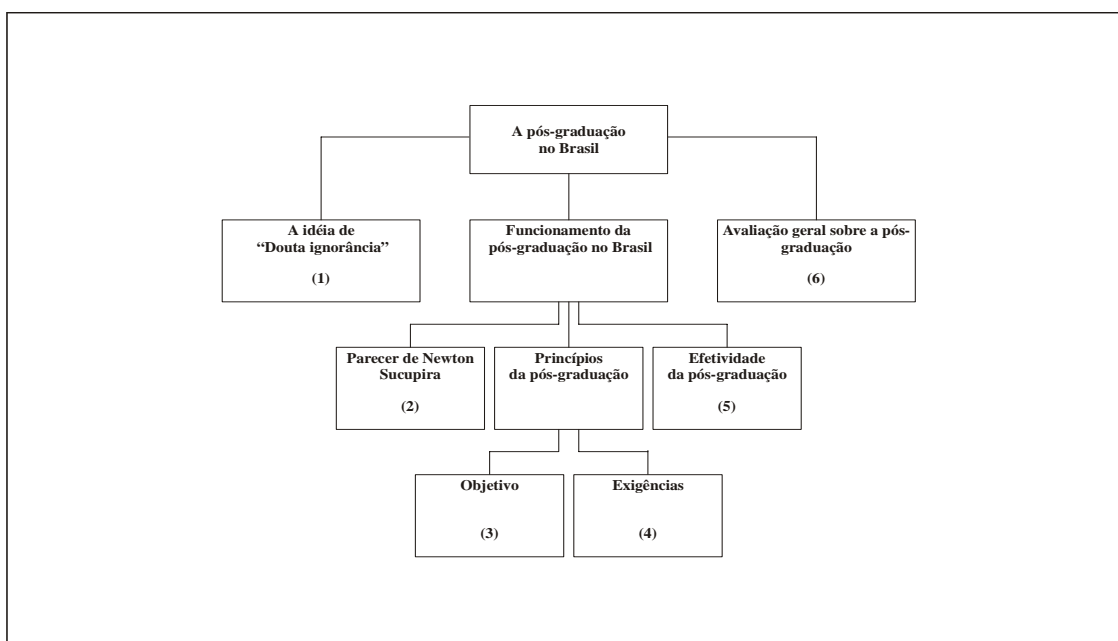 A pós-graduação
no Brasil
A idéia de
“Douta ignorância”
(1)
Funcionamento da
pós-graduação no Brasil
Avaliação geral sobre a pós-
graduação
(6)
Parecer de Newton
Sucupira
(2)
Princípios
da pós-graduação
Efetividade
da pós-graduação
(5)
Objetivo
(3)
Exigências
(4)